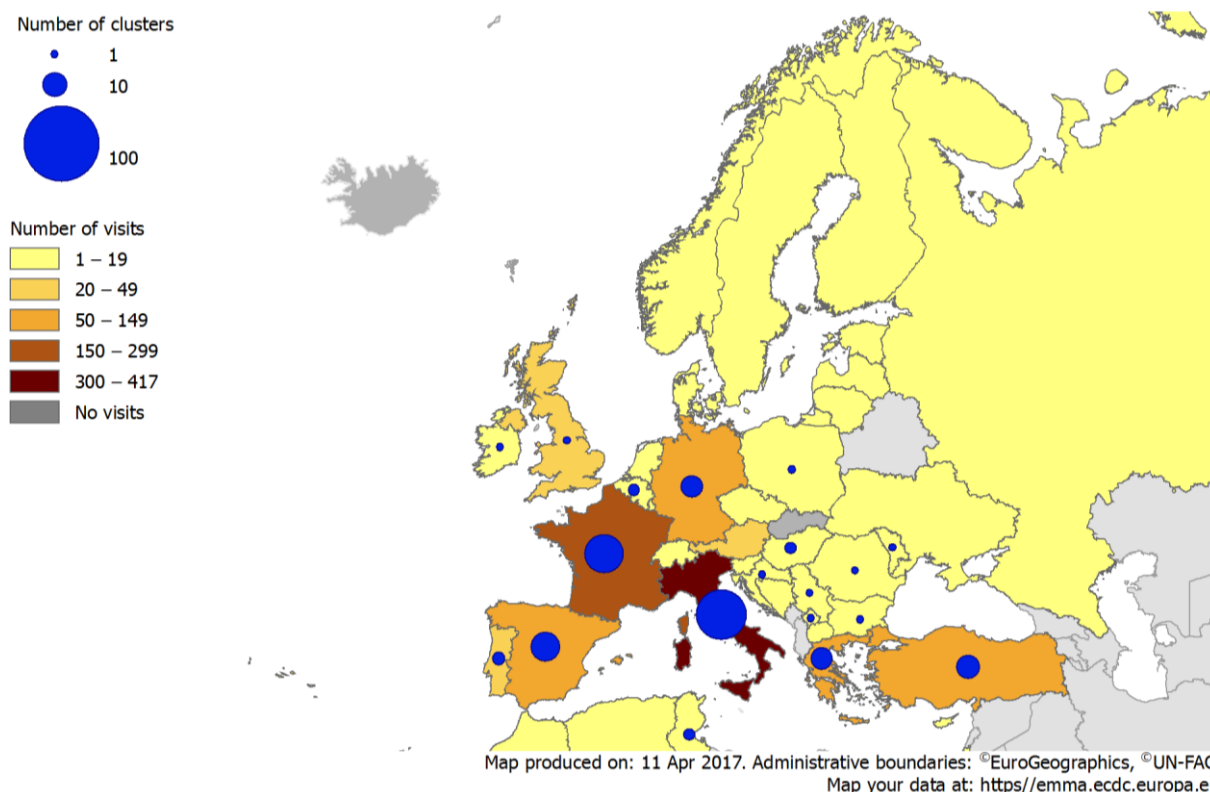 Number of clusters
1
10
100
Number of visits
1 – 19
20 – 49
50 – 149
150 – 299
300 – 417
No visits
Map produced on: 11 Apr 2017. Administrative boundaries: ©EuroGeographics, ©UN-FAO
Map your data at: https//emma.ecdc.europa.e